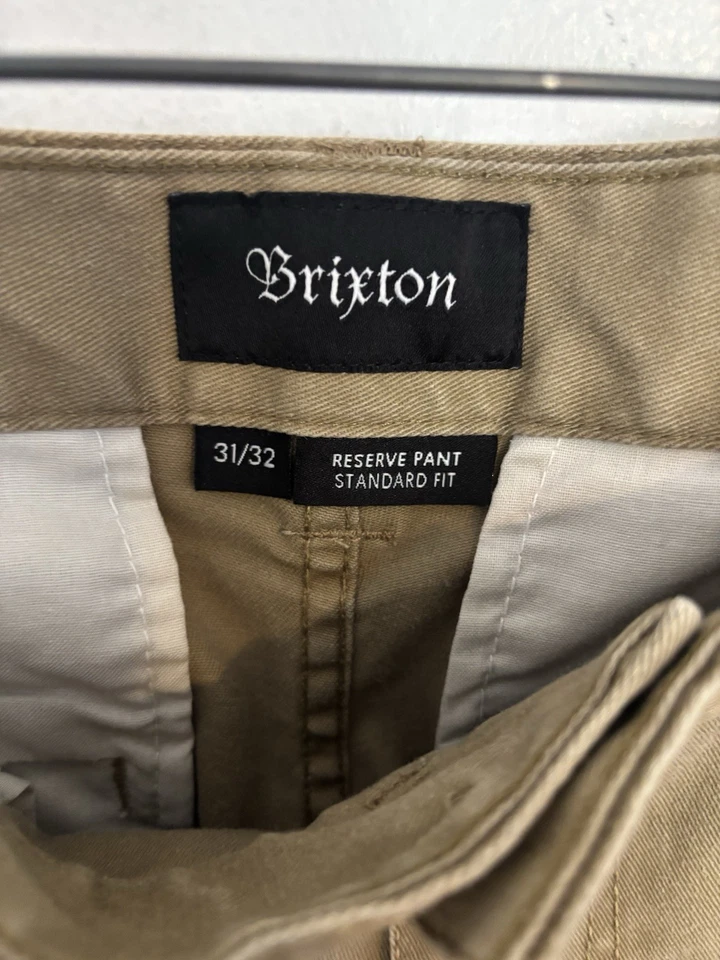 Brixton
31/32
RESERVE PANT
STANDARD FIT